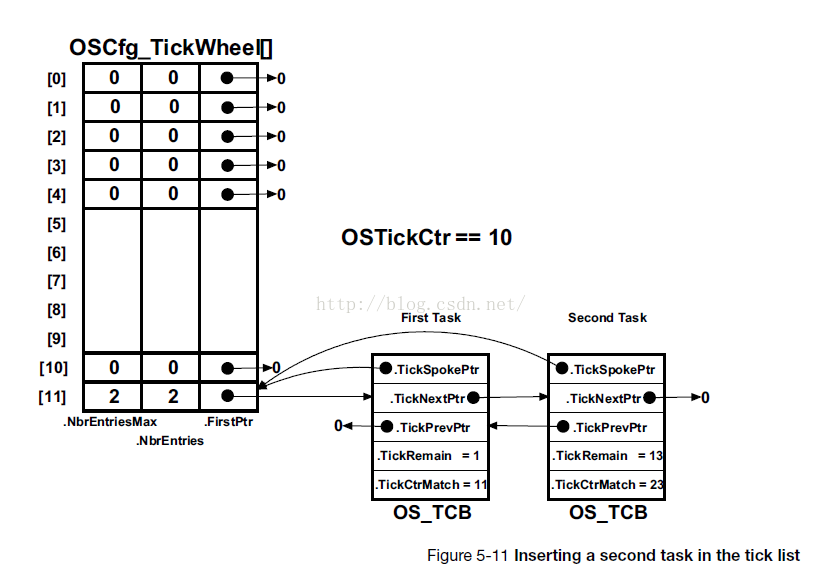 OSCfg_TickWheel[]
[0] 0 0 0
[1] 0 0 0
[2] 0 0 0
[3] 0 0 0
[4] 0 0 0
[5]
[6]
OSTickCtr == 10
[7]
[8]
http://blog.csdn.net/
[9]
First Task Second Task
[10] 0 0 0
[11] 2 2
.NbrEntriesMax .FirstPtr
.NbrEntries
.TickSpokePtr .TickSpokePtr
.TickNextPtr .TickNextPtr 0
0 .TickPrevPtr .TickPrevPtr
.TickRemain = 1 .TickRemain = 13
.TickCtrMatch = 11 .TickCtrMatch = 23
OS_TCB OS_TCB
Figure 5-11 Inserting a second task in the tick list